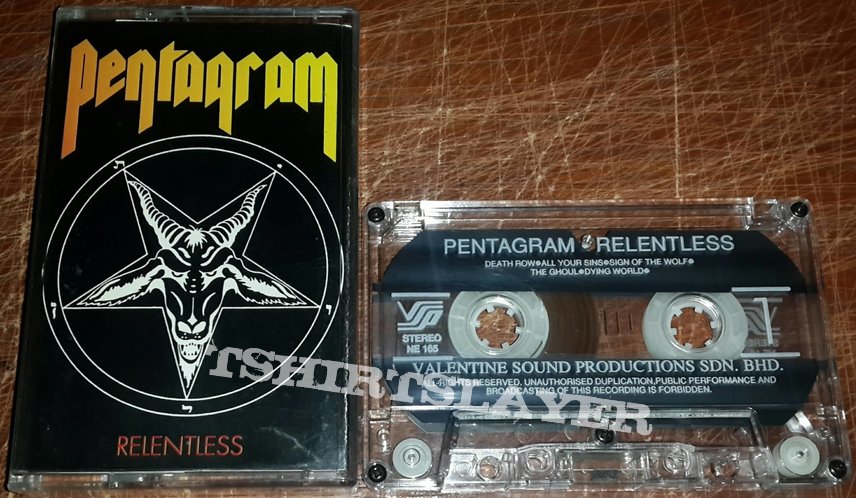 Pentagram
RELENTLESS
PENTAGRAM RELENTLESS
DEATH ROW●ALL YOUR SINS●SIGN OF THE WOLF●
THE GHOUL●DYING WORLD●
STEREO
NE 165
1
VALENTINE SOUND PRODUCTIONS SDN. BHD.
ALL RIGHTS RESERVED. UNAUTHORISED DUPLICATION,PUBLIC PERFORMANCE AND
BROADCASTING OF THIS RECORDING IS FORBIDDEN.
TSHIRTSLAYER